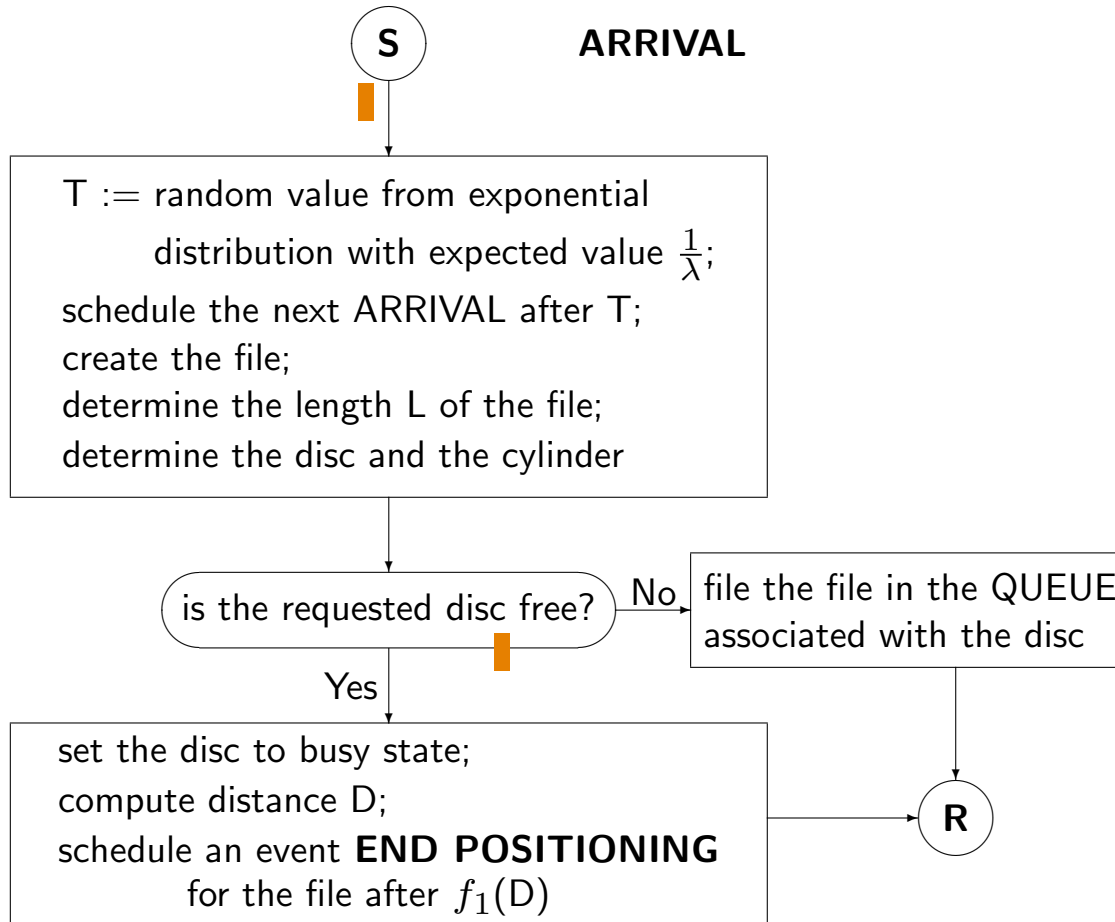 S
ARRIVAL
T := random value from exponential
distribution with expected value 1/λ;
schedule the next ARRIVAL after T;
create the file;
determine the length L of the file;
determine the disc and the cylinder
is the requested disc free?
No
file the file in the QUEUE
associated with the disc
Yes
set the disc to busy state;
compute distance D;
schedule an event END POSITIONING
for the file after f₁(D)
R